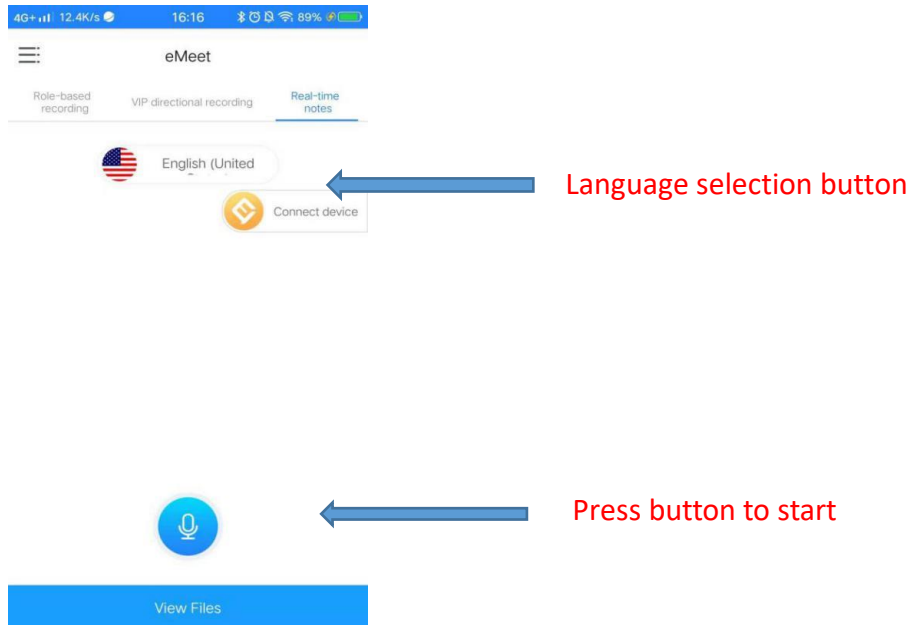 4G+ 12.4K/s 16:16 89%
eMeet
Role-based
recording
VIP directional recording
Real-time
notes
English (United
Language selection button
Connect device
Press button to start
View Files